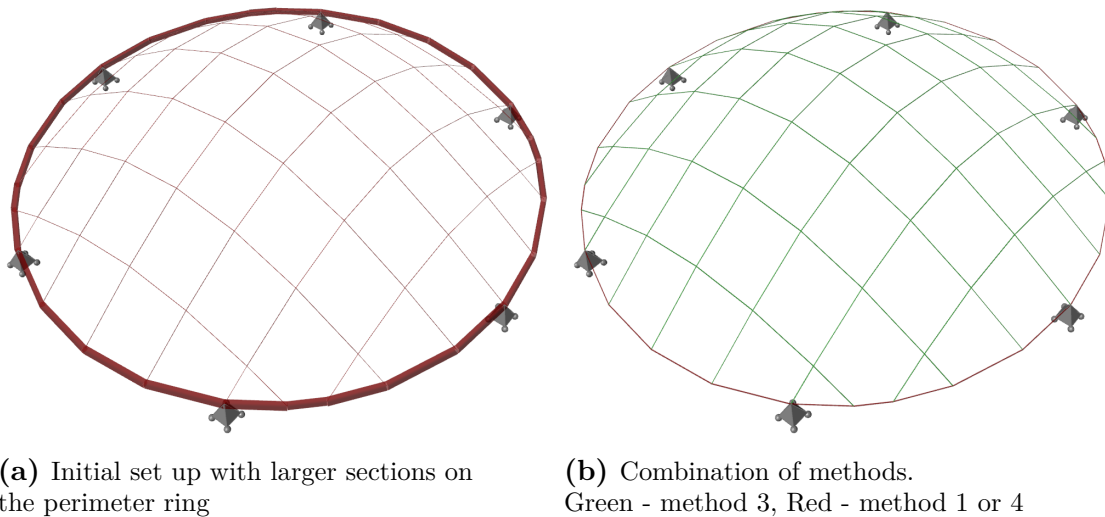 (a) Initial set up with larger sections on
the perimeter ring
(b) Combination of methods.
Green - method 3, Red - method 1 or 4